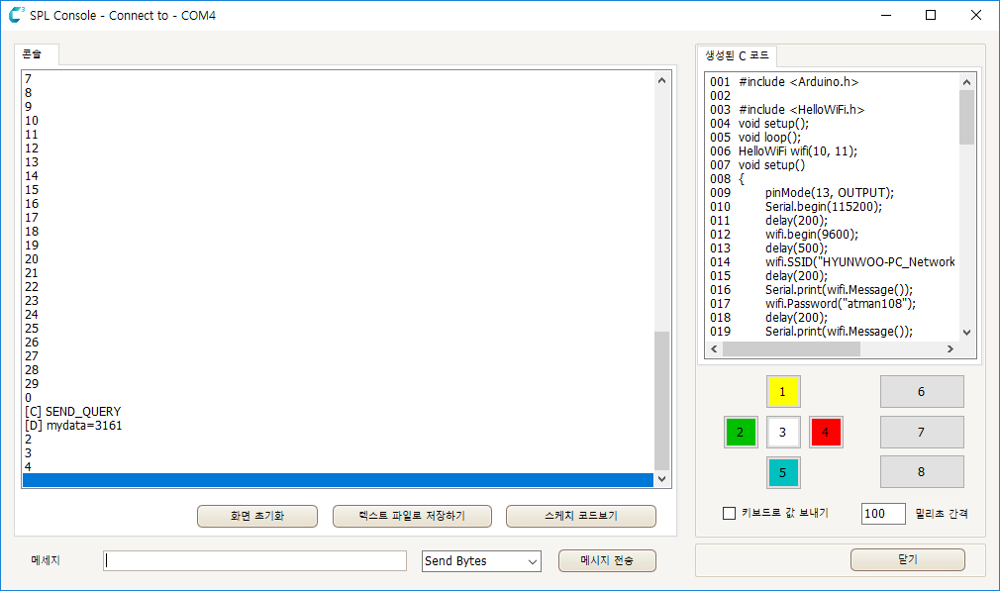 SPL Console - Connect to - COM4
콘솔
7
8
9
10
11
12
13
14
15
16
17
18
19
20
21
22
23
24
25
26
27
28
29
0
[C] SEND_QUERY
[D] mydata=3161
2
3
4
화면 초기화
텍스트 파일로 저장하기
스케치 코드보기
메세지
Send Bytes
메시지 전송
생성된 C 코드
001 #include <Arduino.h>
002
003 #include <HelloWiFi.h>
004 void setup();
005 void loop();
006 HelloWiFi wifi(10, 11);
007 void setup()
008 {
009 pinMode(13, OUTPUT);
010 Serial.begin(115200);
011 delay(200);
012 wifi.begin(9600);
013 delay(500);
014 wifi.SSID("HYUNWOO-PC_Network
015 delay(200);
016 Serial.print(wifi.Message());
017 wifi.Password("atman108");
018 delay(200);
019 Serial.print(wifi.Message());
1
6
2
3
4
7
5
8
키보드로 값 보내기
100
밀리초 간격
닫기